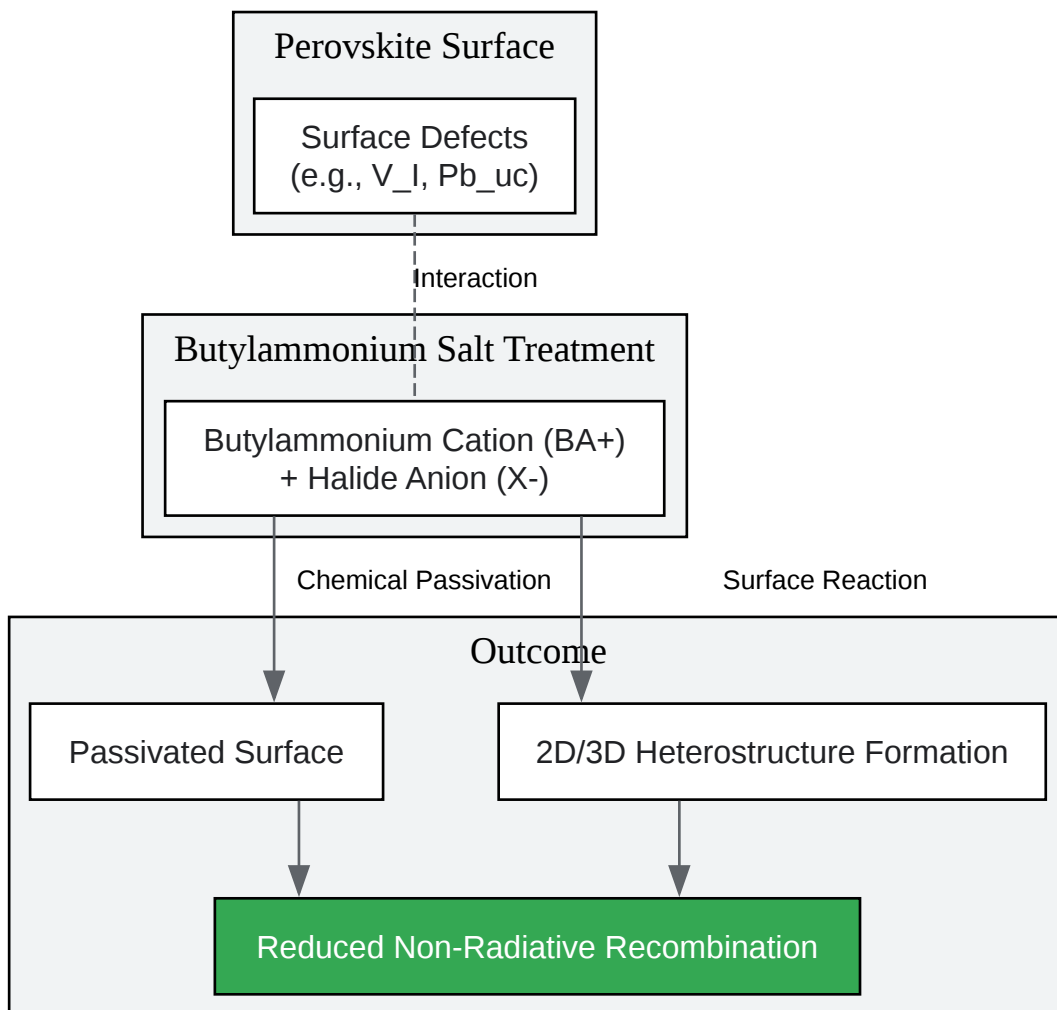 Perovskite Surface
Surface Defects
(e.g., V_I, Pb_uc)
Interaction
Butylammonium Salt Treatment
Butylammonium Cation (BA+)
+ Halide Anion (X-)
Chemical Passivation
Surface Reaction
Outcome
Passivated Surface
2D/3D Heterostructure Formation
Reduced Non-Radiative Recombination